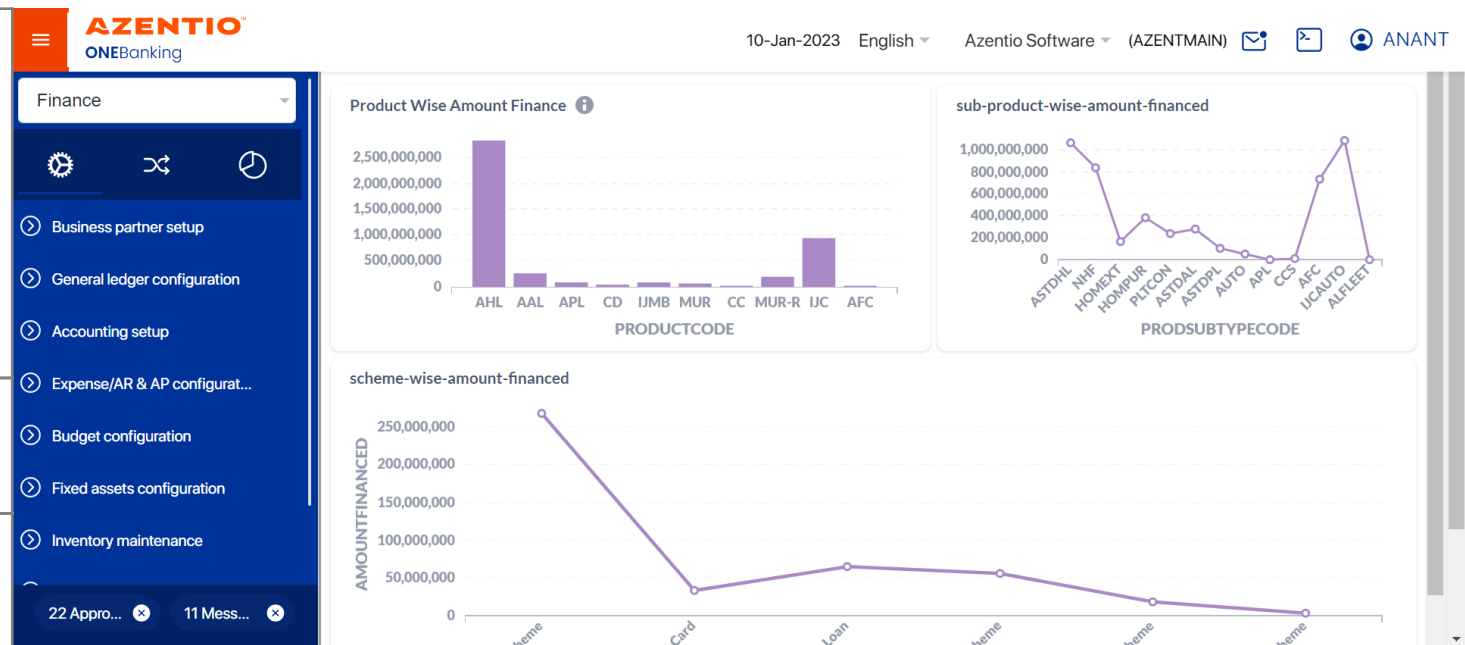 AZENTIO™
ONEBanking
10-Jan-2023 English Azentio Software (AZENTMAIN) ANANT
Finance
Business partner setup
General ledger configuration
Accounting setup
Expense/AR & AP configurat...
Budget configuration
Fixed assets configuration
Inventory maintenance
22 Appro...
11 Mess...
Product Wise Amount Finance
2,500,000,000
2,000,000,000
1,500,000,000
1,000,000,000
500,000,000
0
AHL AAL APL CD IJMB MUR CC MUR-R IJC AFC
PRODUCTCODE
sub-product-wise-amount-financed
1,000,000,000
800,000,000
600,000,000
400,000,000
200,000,000
0
ASTDHL NHF HOMEXT HOMPUR PLTCON ASTDAL ASTDPL AUTO APL CCS AFC IJCAUTO ALFLEET
PRODSUBTYPECODE
scheme-wise-amount-financed
AMOUNTFINANCED
250,000,000
200,000,000
150,000,000
100,000,000
50,000,000
0
Card Loan